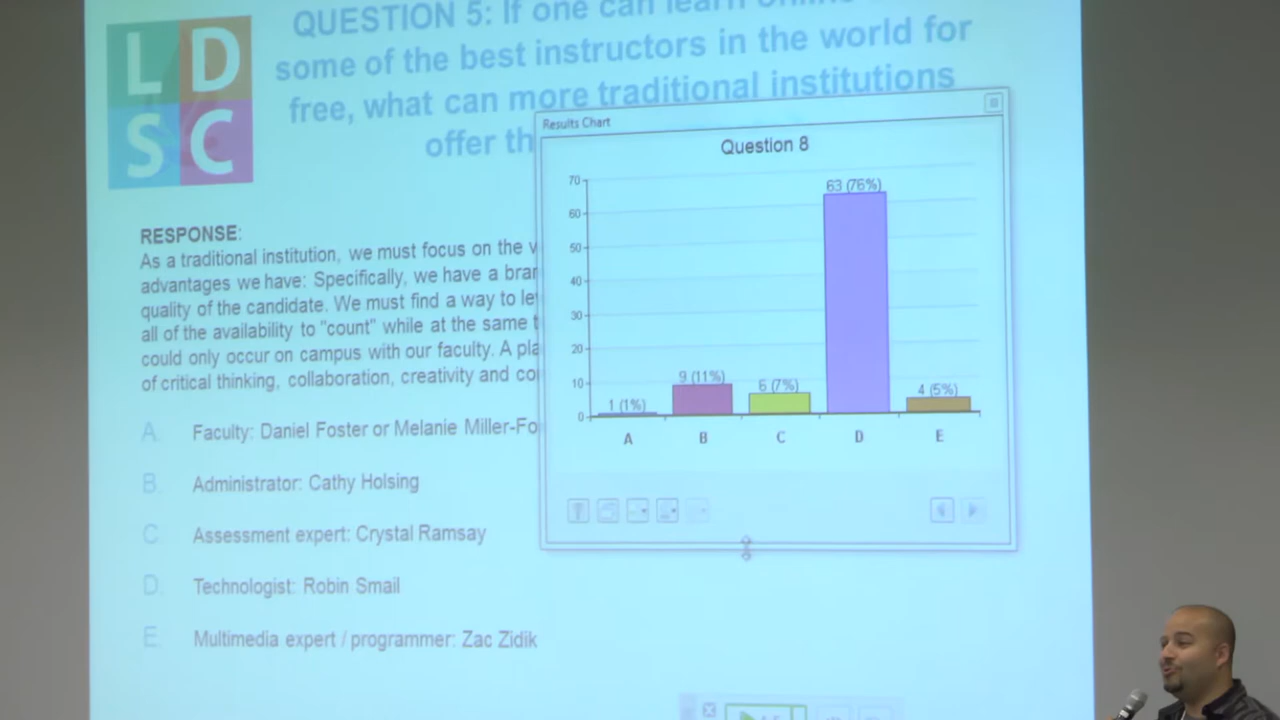 LD
SC
QUESTION 5: If one can learn online
some of the best instructors in the world for
free, what can more traditional institutions
offer th
RESPONSE:
As a traditional institution, we must focus on the v
advantages we have: Specifically, we have a bran
quality of the candidate. We must find a way to le
all of the availability to "count" while at the same t
could only occur on campus with our faculty. A pla
of critical thinking, collaboration, creativity and co
A. Faculty: Daniel Foster or Melanie Miller-Fo
B. Administrator: Cathy Holsing
C. Assessment expert: Crystal Ramsay
D. Technologist: Robin Smail
E. Multimedia expert / programmer: Zac Zidik
Results Chart
Question 8
70
60
50
40
30
20
10
0
1 (1%)
9 (11%)
6 (7%)
63 (76%)
4 (5%)
A B C D E